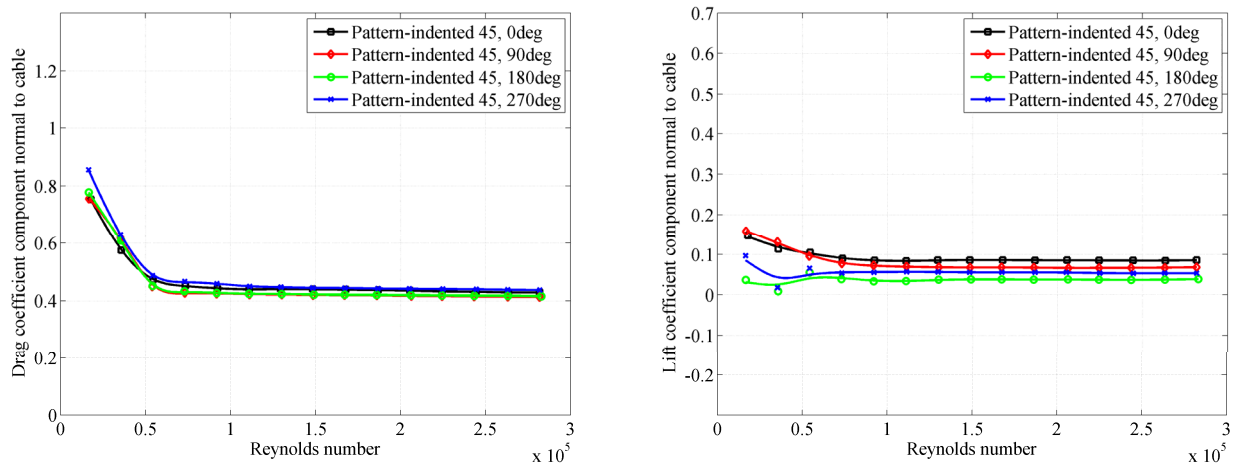 Drag coefficient component normal to cable
1.2
1
0.8
0.6
0.4
0.2
0
Pattern-indented 45, 0deg
Pattern-indented 45, 90deg
Pattern-indented 45, 180deg
Pattern-indented 45, 270deg
0 0.5 1 1.5 2 2.5 3
Reynolds number
x 10^5
Lift coefficient component normal to cable
0.7
0.6
0.5
0.4
0.3
0.2
0.1
0
-0.1
-0.2
Pattern-indented 45, 0deg
Pattern-indented 45, 90deg
Pattern-indented 45, 180deg
Pattern-indented 45, 270deg
0 0.5 1 1.5 2 2.5 3
Reynolds number
x 10^5